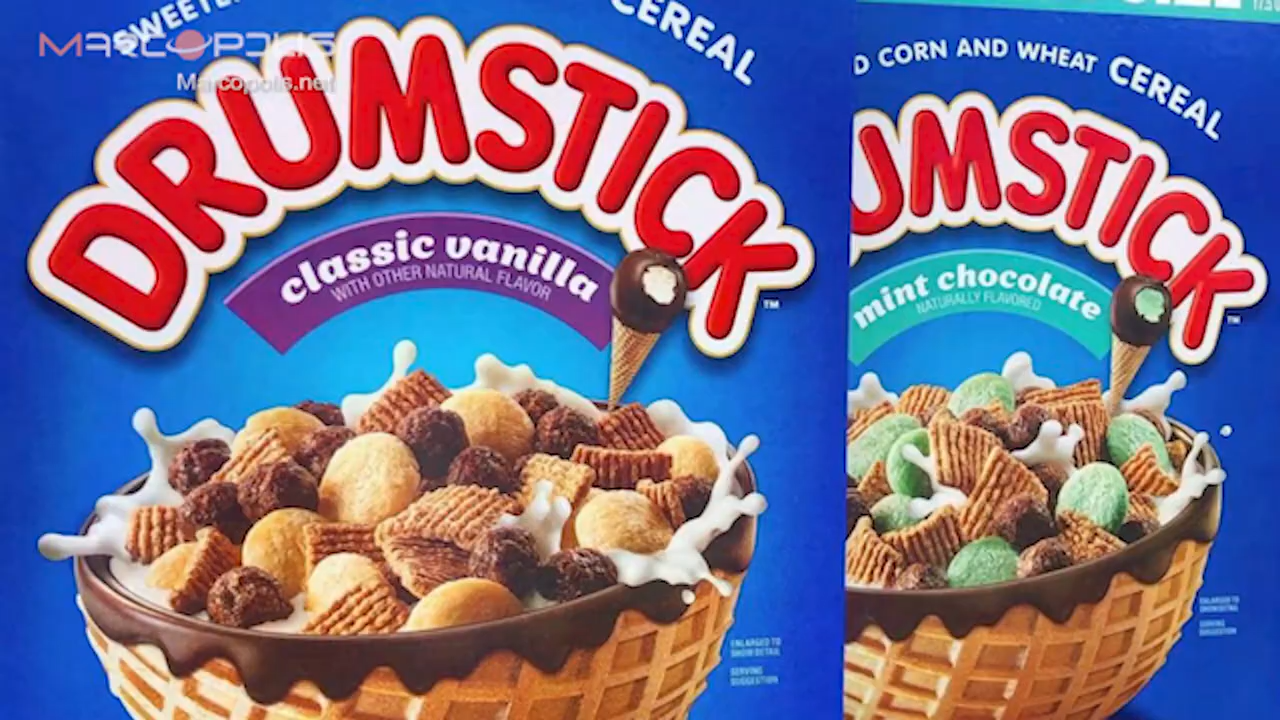 MARCOPOLIS
Marcopolis.net
SWEETE
CEREAL
DRUMSTICK
™
classic vanilla
WITH OTHER NATURAL FLAVOR
ENLARGED TO
SHOW DETAIL
SERVING
SUGGESTION
D CORN AND WHEAT CEREAL
UMSTICK
™
mint chocolate
NATURALLY FLAVORED
ENLARGED TO
SHOW DETAIL
SERVING
SUGGESTION